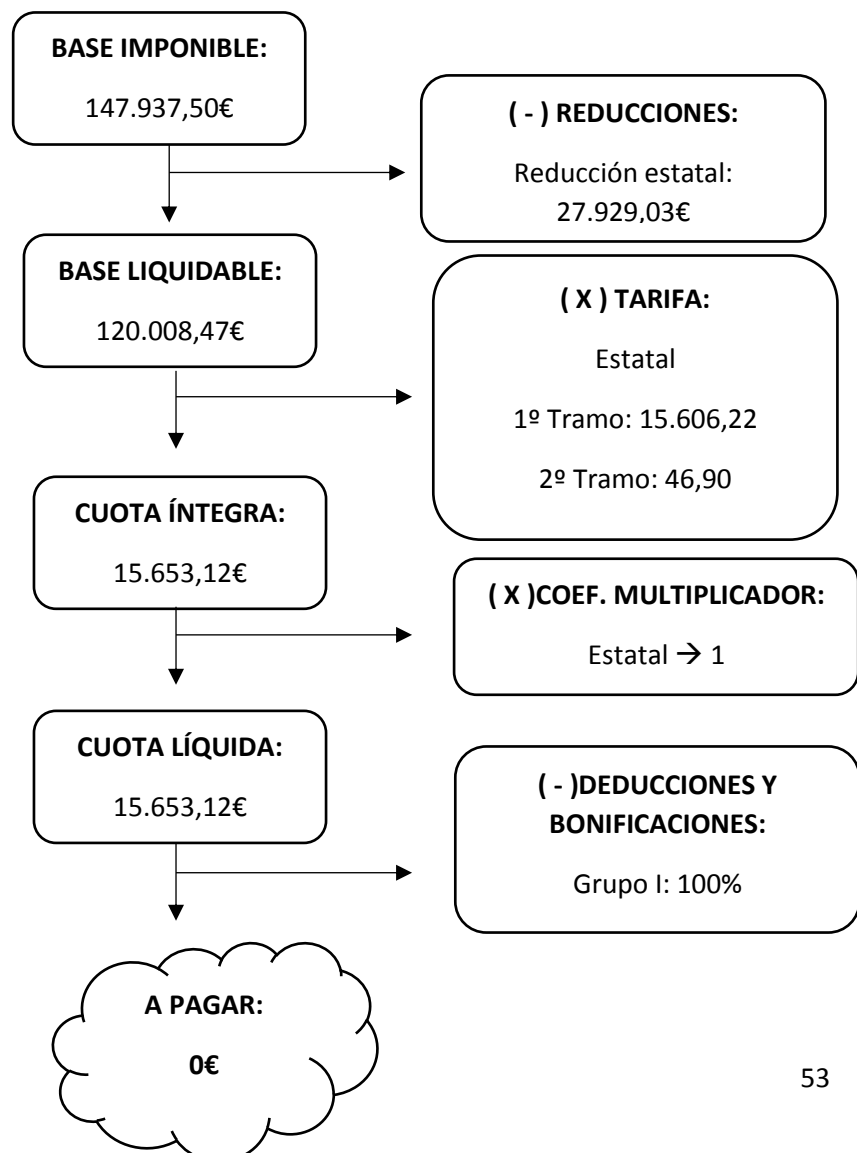 BASE IMPONIBLE:
147.937,50€
( - ) REDUCCIONES:
Reducción estatal:
27.929,03€
BASE LIQUIDABLE:
120.008,47€
( X ) TARIFA:
Estatal
1º Tramo: 15.606,22
2º Tramo: 46,90
CUOTA ÍNTEGRA:
15.653,12€
( X )COEF. MULTIPLICADOR:
Estatal → 1
CUOTA LÍQUIDA:
15.653,12€
( - )DEDUCCIONES Y
BONIFICACIONES:
Grupo I: 100%
A PAGAR:
0€
53